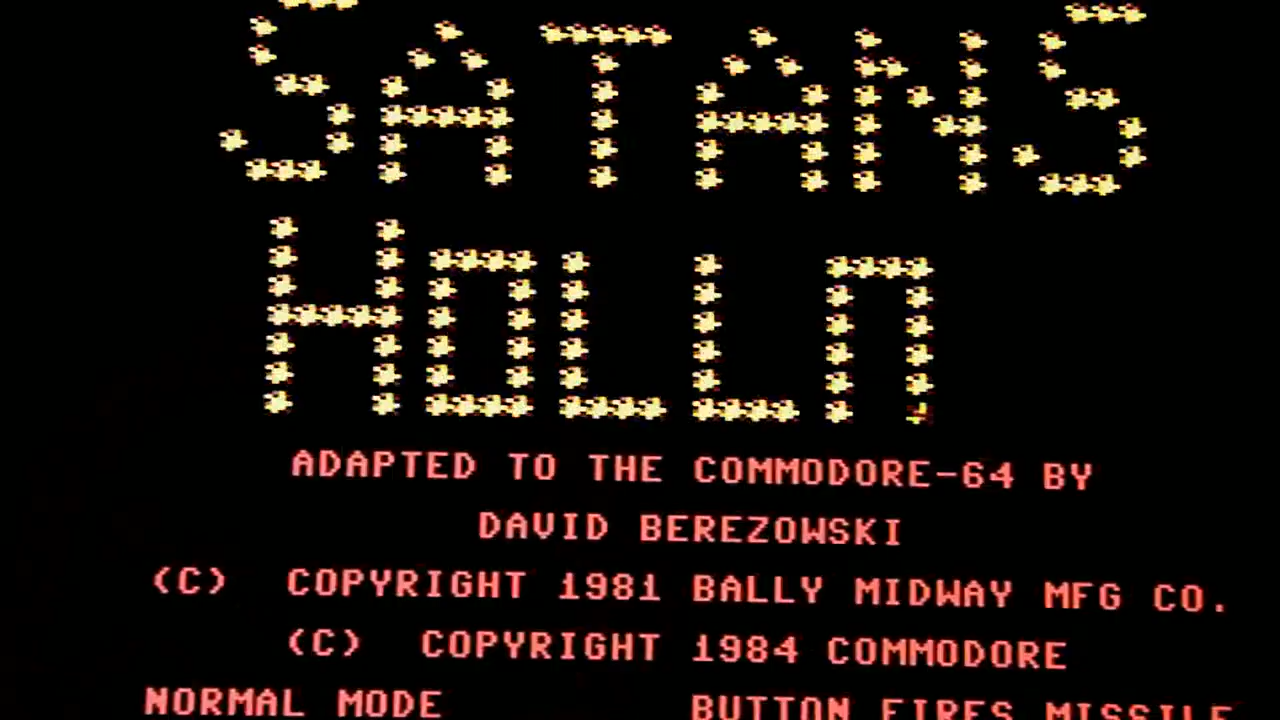 SATANS
HOLLO
ADAPTED TO THE COMMODORE-64 BY
DAVID BEREZOWSKI
(C) COPYRIGHT 1981 BALLY MIDWAY MFG CO.
(C) COPYRIGHT 1984 COMMODORE
NORMAL MODE BUTTON FIRES MISSILE